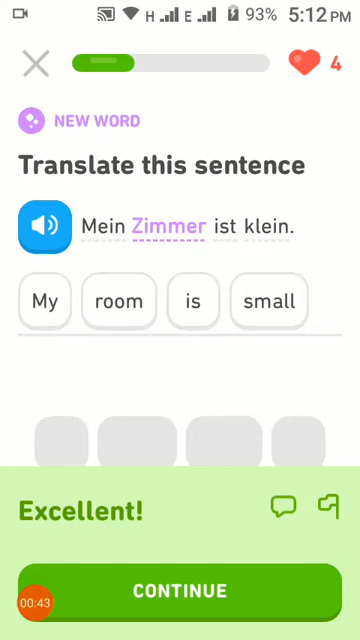 H E 93% 5:12 PM
4
NEW WORD
Translate this sentence
Mein Zimmer ist klein.
My room is small
Excellent!
CONTINUE
00:43